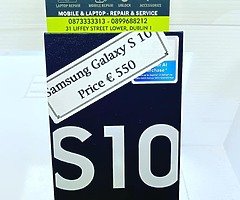 LAPTOP REPAIR MOBILE REPAIR UNLOCK ACCESSORIES
MOBILE & LAPTOP - REPAIR & SERVICE
0873333313 - 0899688212
31 LIFFEY STREET LOWER, DUBLIN 1
Samsung Galaxy S 10
Price € 550
S10